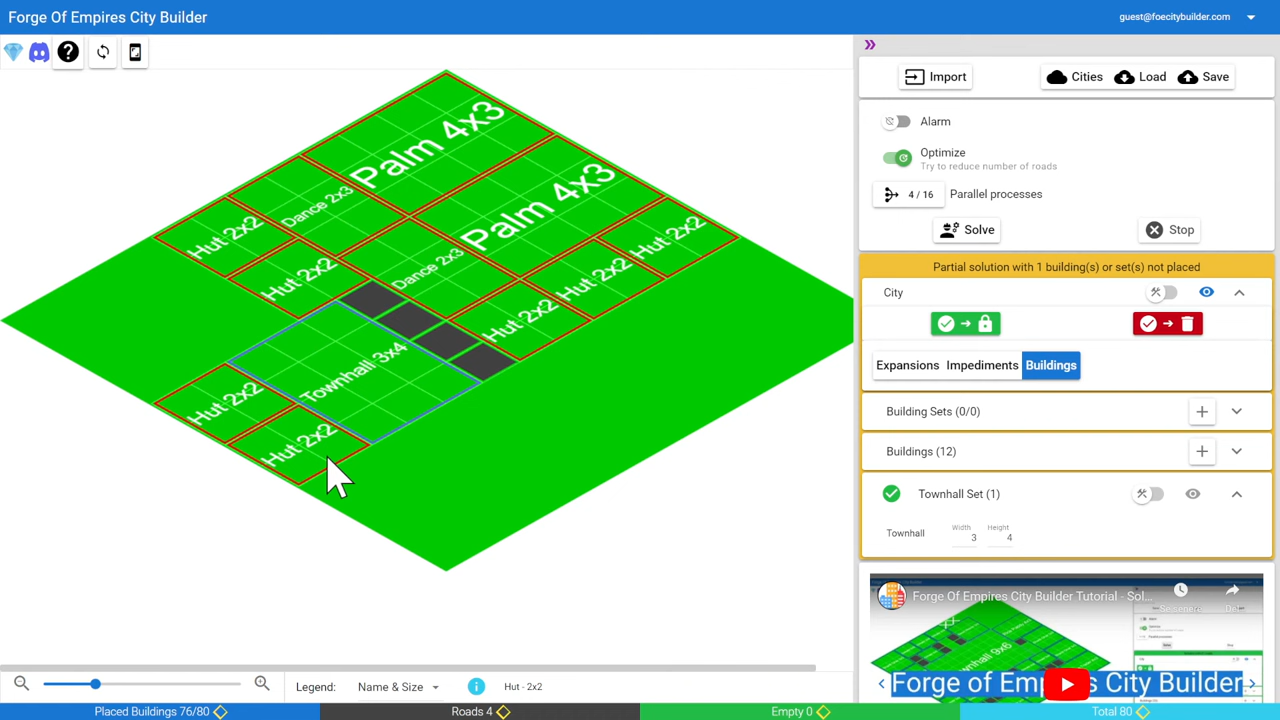 Forge Of Empires City Builder
guest@foecitybuilder.com
Import
Cities
Load
Save
Alarm
Optimize
Try to reduce number of roads
4 / 16
Parallel processes
Solve
Stop
Partial solution with 1 building(s) or set(s) not placed
City
Expansions
Impediments
Buildings
Building Sets (0/0)
Buildings (12)
Townhall Set (1)
Townhall
Width
3
Height
4
Forge Of Empires City Builder Tutorial - Sol...
Townhall 9x6
Forge of Emp s City Builder
Palm 4x3
Dance 2x3
Palm 4x3
Hut 2x2
Hut 2x2
Dance 2x3
Hut 2x2
Hut 2x2
Hut 2x2
Townhall 3x4
Hut 2x2
Hut 2x2
Legend:
Name & Size
Hut - 2x2
Placed Buildings 76/80
Roads 4
Empty 0
Total 80